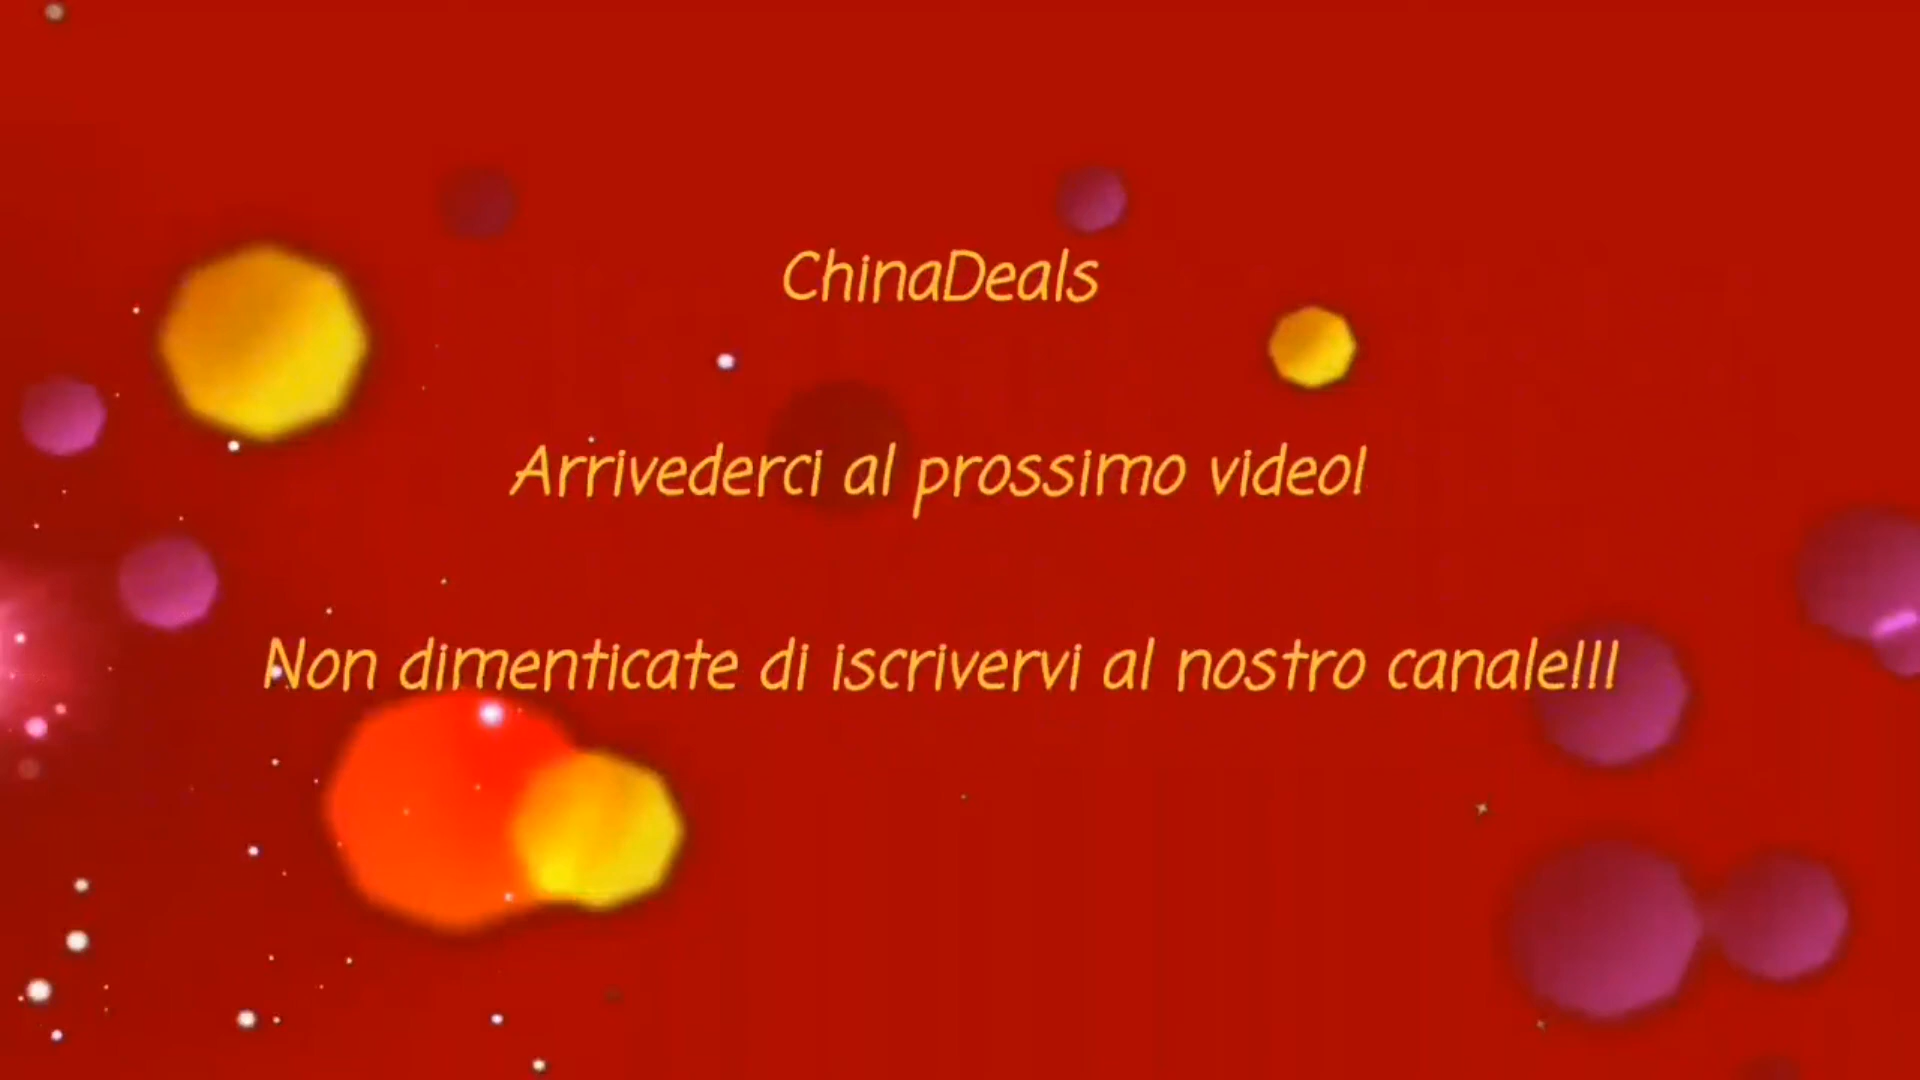 ChinaDeals
Arrivederci al prossimo video!
Non dimenticate di iscrivervi al nostro canale!!!